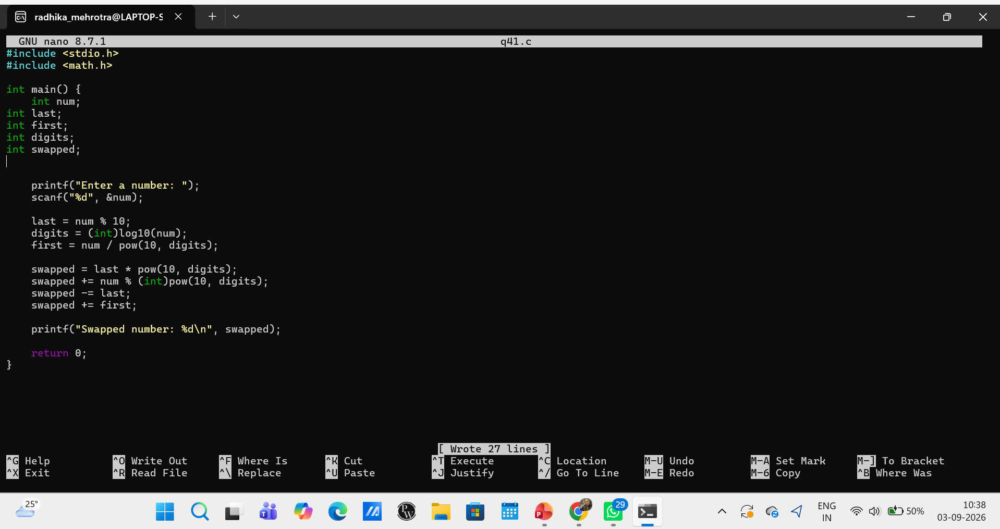 radhika_mehrotra@LAPTOP-S
GNU nano 8.7.1 q41.c
#include <stdio.h>
#include <math.h>
int main() {
    int num;
int last;
int first;
int digits;
int swapped;
    printf("Enter a number: ");
    scanf("%d", &num);
    last = num % 10;
    digits = (int)log10(num);
    first = num / pow(10, digits);
    swapped = last * pow(10, digits);
    swapped += num % (int)pow(10, digits);
    swapped -= last;
    swapped += first;
    printf("Swapped number: %d\n", swapped);
    return 0;
}
[ Wrote 27 lines ]
^G Help ^O Write Out ^F Where Is ^K Cut ^T Execute ^C Location M-U Undo M-A Set Mark M-] To Bracket
^X Exit ^R Read File ^\ Replace ^U Paste ^J Justify ^/ Go To Line M-E Redo M-6 Copy ^B Where Was
25°
29
ENG
IN
50%
10:38
03-09-2026